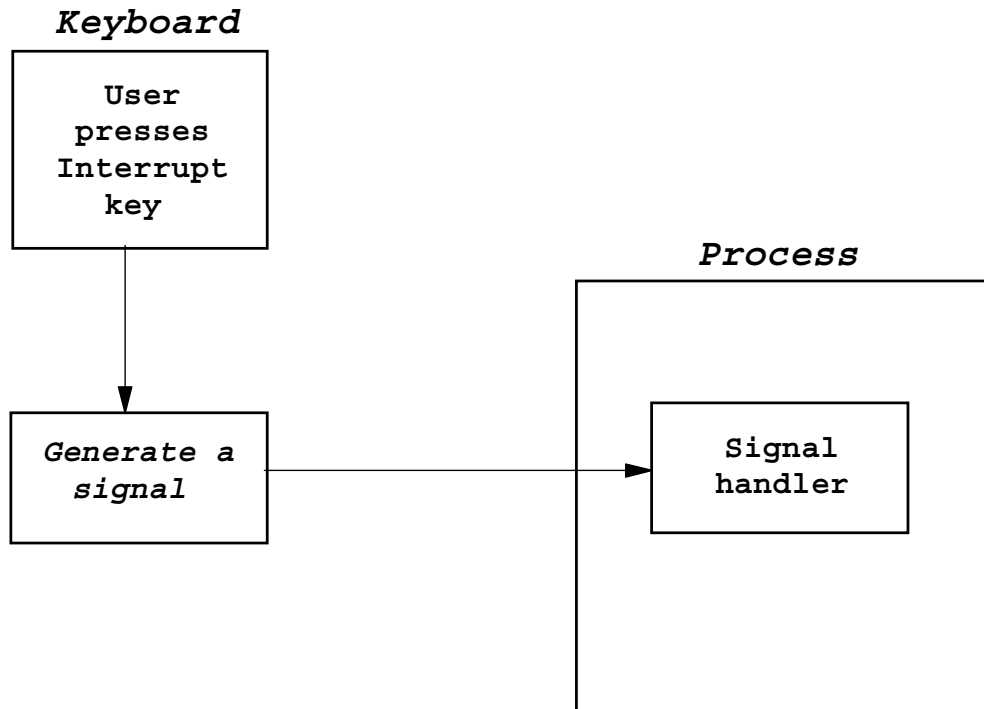 Keyboard
User
presses
Interrupt
key
Process
Generate a
signal
Signal
handler